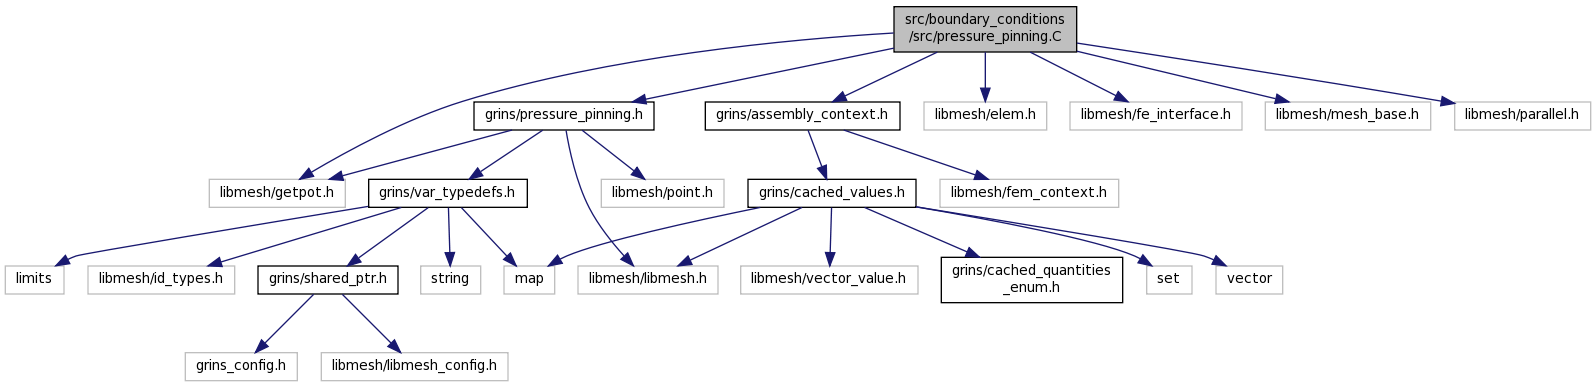 src/boundary_conditions
/src/pressure_pinning.C
grins/pressure_pinning.h
grins/assembly_context.h
libmesh/elem.h
libmesh/fe_interface.h
libmesh/mesh_base.h
libmesh/parallel.h
libmesh/getpot.h
grins/var_typedefs.h
libmesh/point.h
grins/cached_values.h
libmesh/fem_context.h
limits
libmesh/id_types.h
grins/shared_ptr.h
string
map
libmesh/libmesh.h
libmesh/vector_value.h
grins/cached_quantities
_enum.h
set
vector
grins_config.h
libmesh/libmesh_config.h